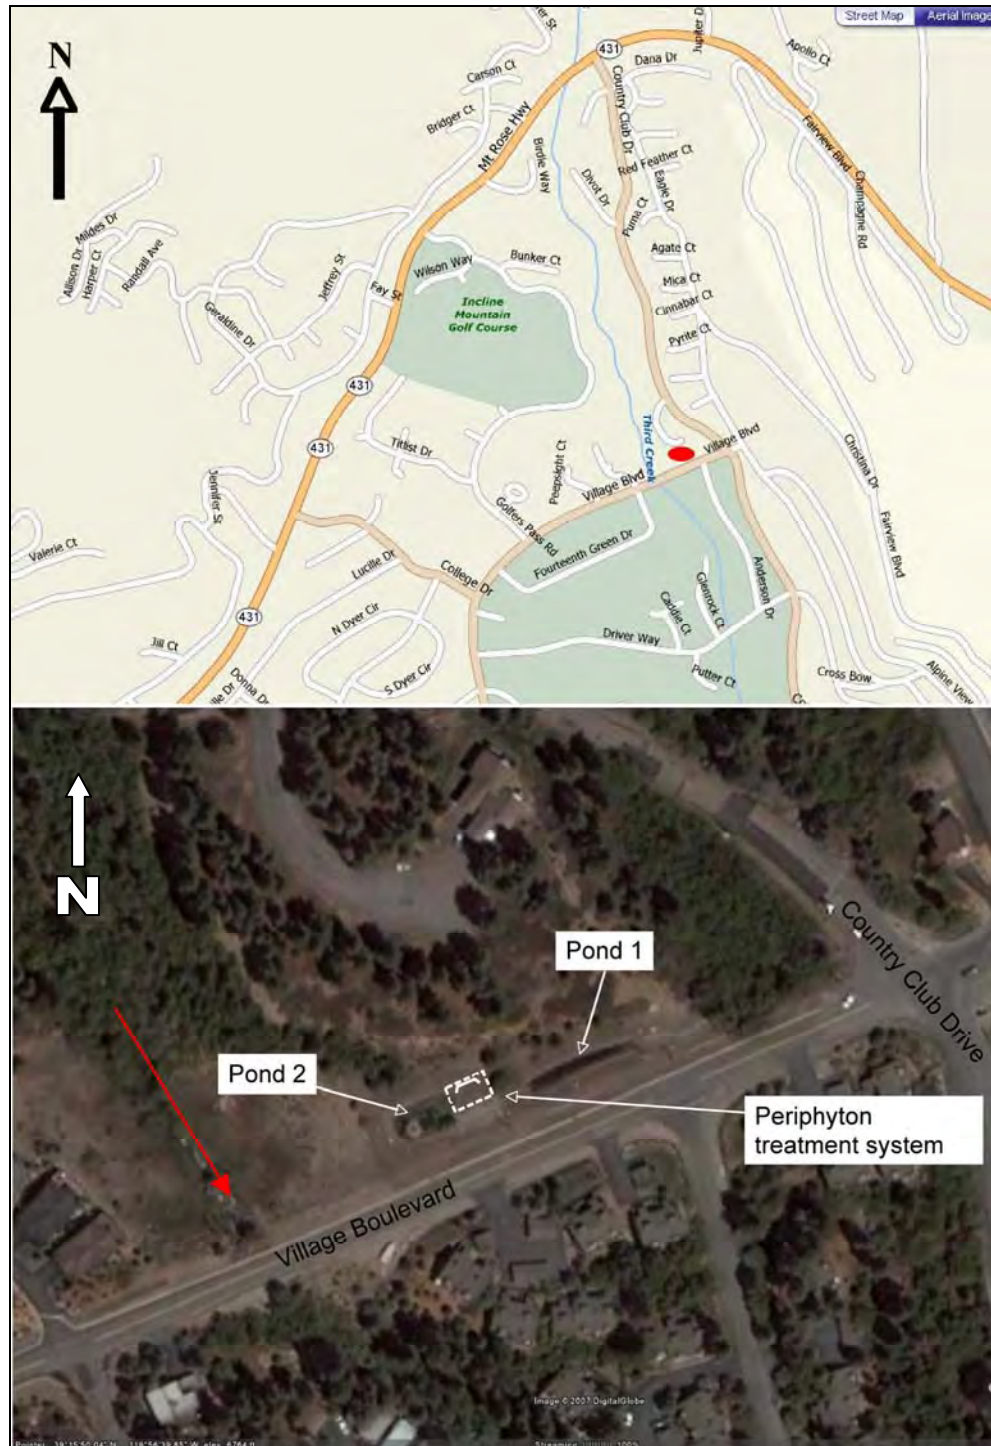 Street Map
Aerial Image
N
431
Carson Ct
Bridger Ct
Mt Rose Hwy
Birdie Way
Country Club Dr
Dana Dr
Jupiter D
Apollo Ct
Fairview Blvd
Champagne Rd
Red Feather Ct
Divot Dr
Puma Ct
Eagle Dr
Agate Ct
Mica Ct
Cinnabar Ct
Pyrite Ct
Mildes Dr
Allison Dr
Harper Ct
Randall Ave
Geraldine Dr
Jeffrey St
Fay St
Wilson Way
Bunker Ct
Incline
Mountain
Golf Course
431
431
Titlist Dr
Peepsight Ct
Third Creek
Village Blvd
Village Blvd
Christina Dr
Fairview Blvd
Jennifer S
Valerie Ct
Golfers Pass Rd
Fourteenth Green Dr
Lucille Dr
College Dr
N Dyer Cir
S Dyer Cir
431
Jill Ct
Donna D
lle Dr
Driver Way
Caddie Ct
Glenrock Ct
Anderson Dr
Putter Ct
Cross Bow
Alpine View
N
Pond 1
Country Club Drive
Pond 2
Periphyton
treatment system
Village Boulevard
Image © 2007 DigitalGlobe